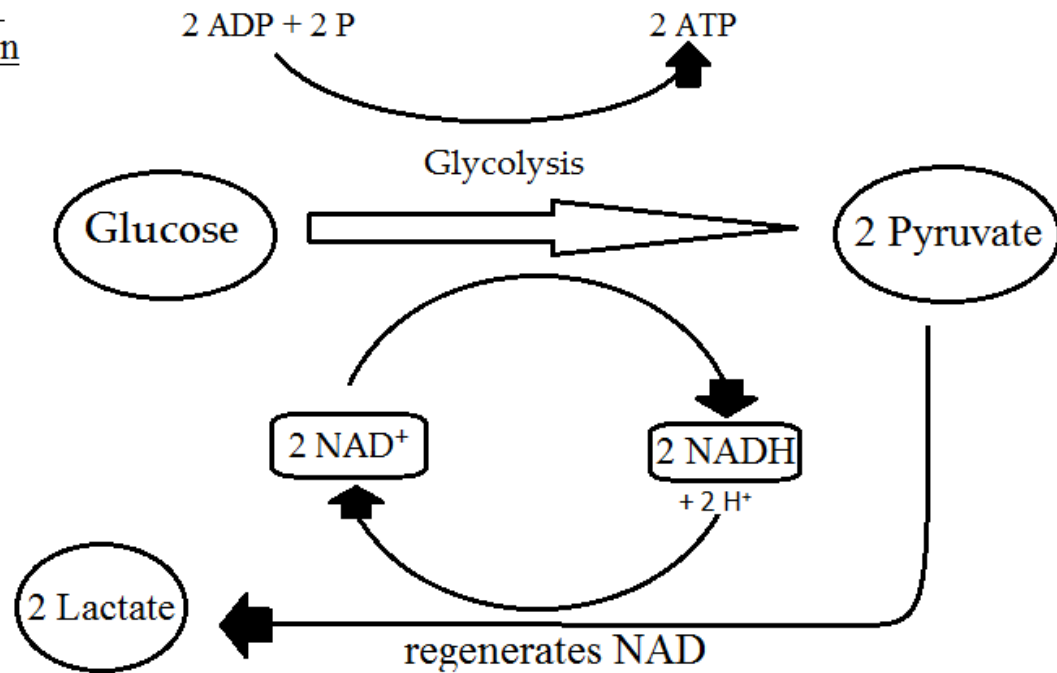 n
2 ADP + 2 P
2 ATP
Glycolysis
Glucose
2 Pyruvate
2 NAD⁺
2 NADH
+ 2 H⁺
2 Lactate
regenerates NAD